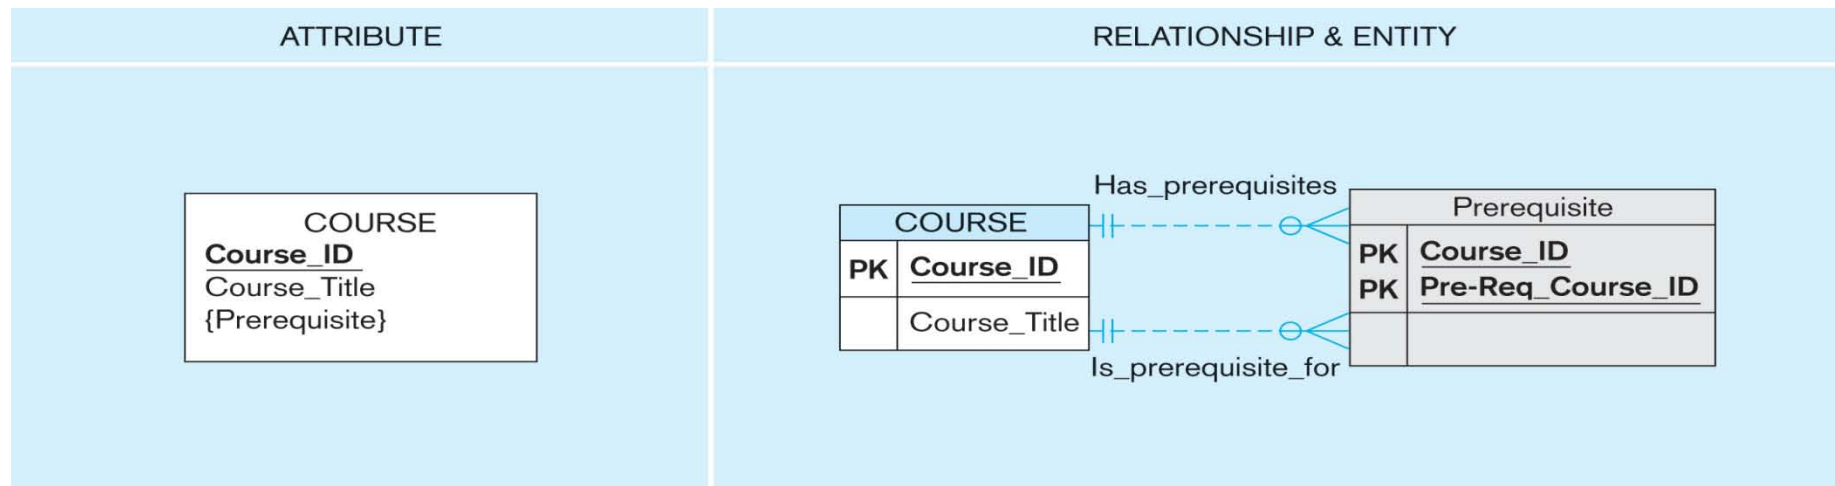 ATTRIBUTE
RELATIONSHIP & ENTITY
COURSE
Course_ID
Course_Title
{Prerequisite}
Has_prerequisites
COURSE
PK Course_ID
Course_Title
Prerequisite
PK Course_ID
PK Pre-Req_Course_ID
Is_prerequisite_for